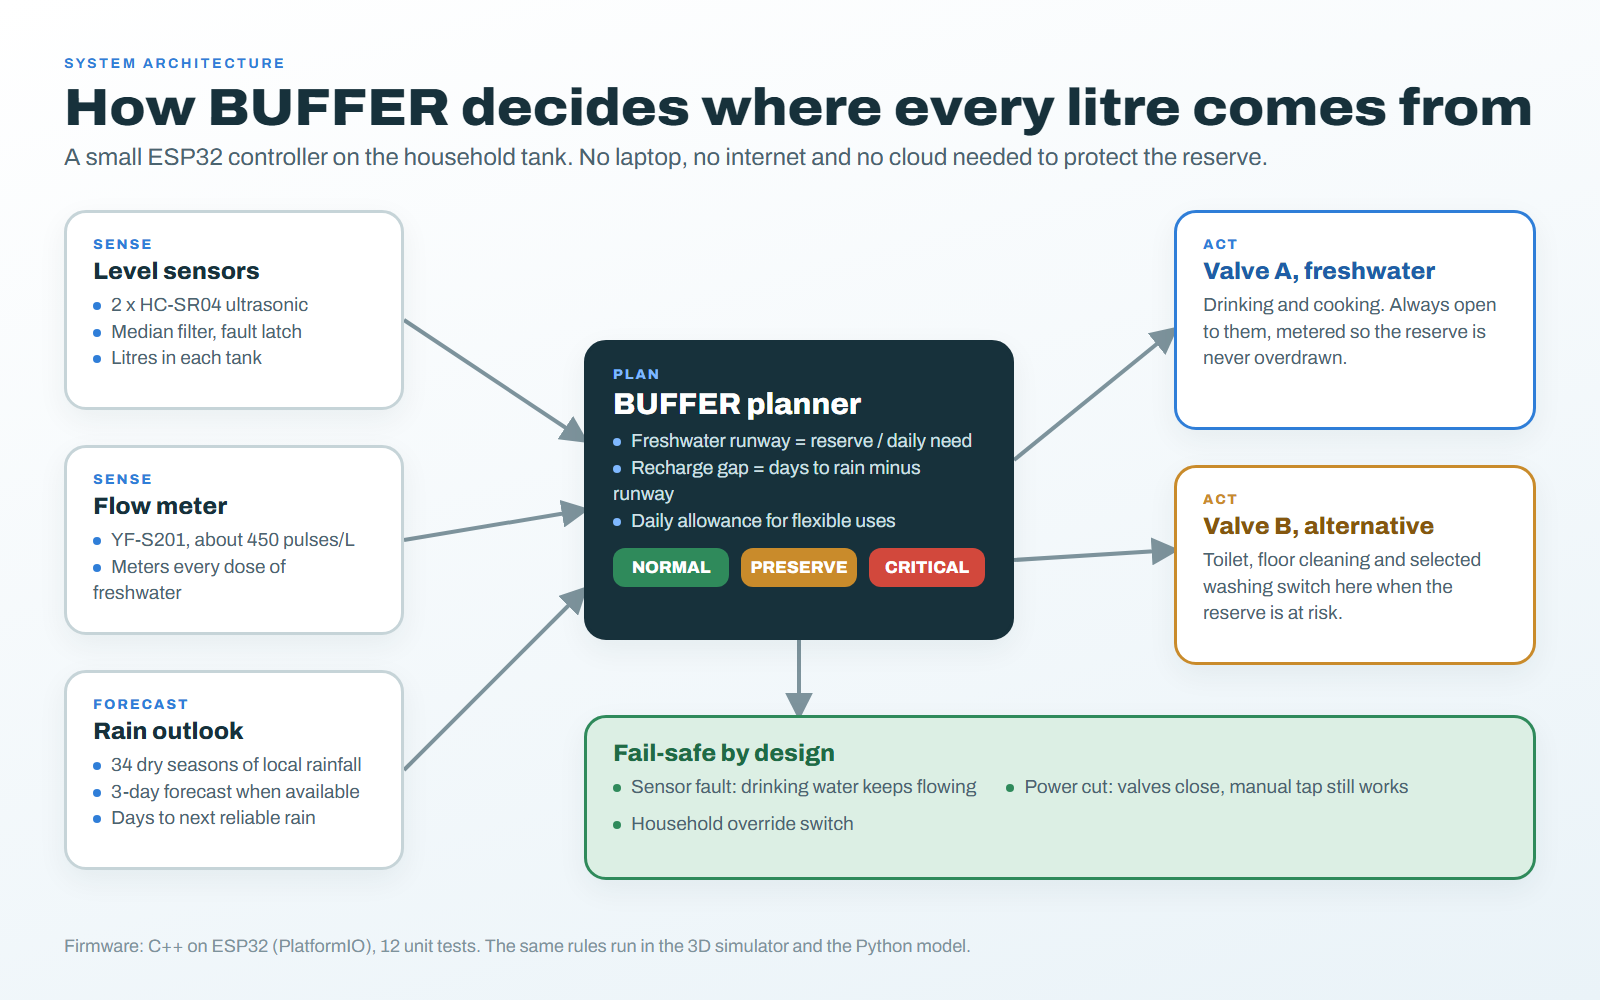 SYSTEM ARCHITECTURE
How BUFFER decides where every litre comes from
A small ESP32 controller on the household tank. No laptop, no internet and no cloud needed to protect the reserve.
SENSE
Level sensors
2 x HC-SR04 ultrasonic
Median filter, fault latch
Litres in each tank
SENSE
Flow meter
YF-S201, about 450 pulses/L
Meters every dose of
freshwater
FORECAST
Rain outlook
34 dry seasons of local rainfall
3-day forecast when available
Days to next reliable rain
PLAN
BUFFER planner
Freshwater runway = reserve / daily need
Recharge gap = days to rain minus
runway
Daily allowance for flexible uses
NORMAL PRESERVE CRITICAL
ACT
Valve A, freshwater
Drinking and cooking. Always open
to them, metered so the reserve is
never overdrawn.
ACT
Valve B, alternative
Toilet, floor cleaning and selected
washing switch here when the
reserve is at risk.
Fail-safe by design
Sensor fault: drinking water keeps flowing Power cut: valves close, manual tap still works
Household override switch
Firmware: C++ on ESP32 (PlatformIO), 12 unit tests. The same rules run in the 3D simulator and the Python model.